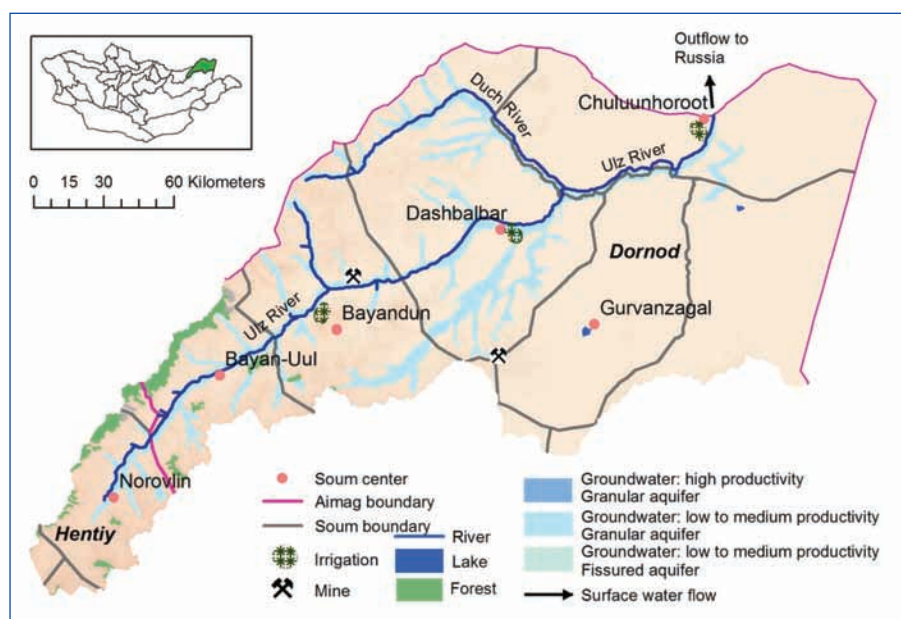 Outflow to
Russia
Chuluunhoroot
Duch River
Ulz River
0 15 30 60 Kilometers
Dashbalbar
Dornod
Gurvanzagal
Bayandun
Ulz River
Bayan-Uul
Norovlin
Hentiy
Soum center
Aimag boundary
Soum boundary
Irrigation
Mine
River
Lake
Forest
Groundwater: high productivity
Granular aquifer
Groundwater: low to medium productivity
Granular aquifer
Groundwater: low to medium productivity
Fissured aquifer
Surface water flow